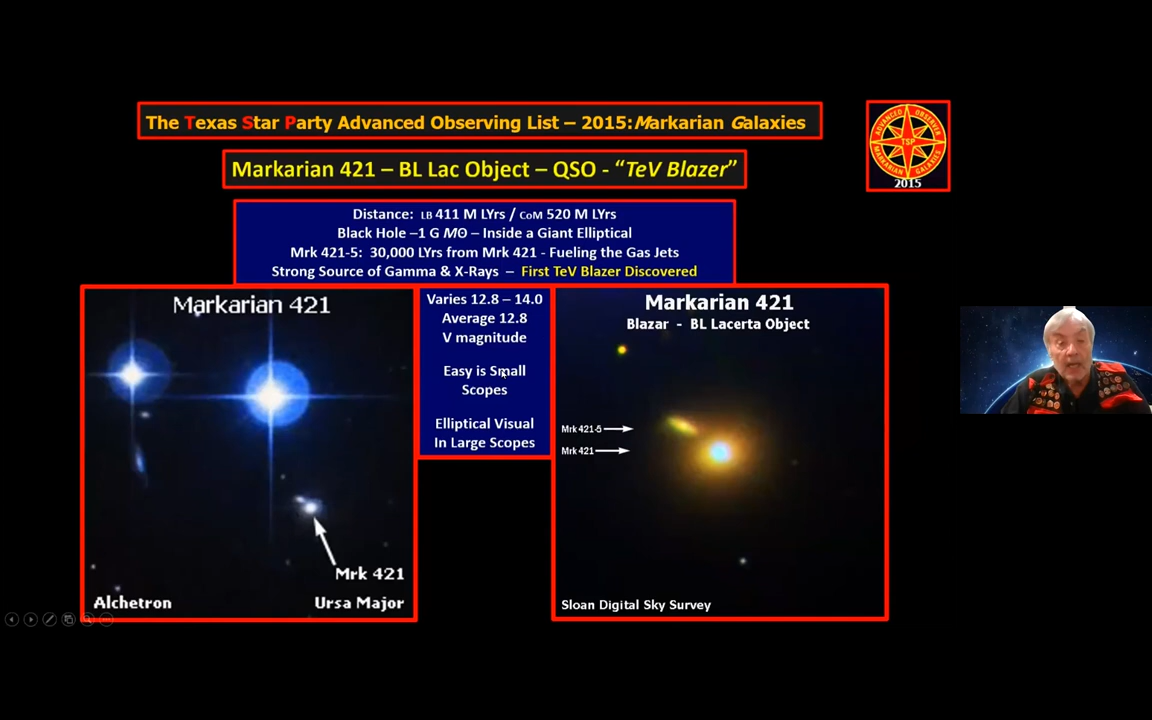 The Texas Star Party Advanced Observing List – 2015:Markarian Galaxies
ADVANCED OBSERVER
TSP
MARKARIAN GALAXIES
2015
Markarian 421 – BL Lac Object – QSO - “TeV Blazer”
Distance: LB 411 M LYrs / CoM 520 M LYrs
Black Hole –1 G MΘ – Inside a Giant Elliptical
Mrk 421-5: 30,000 LYrs from Mrk 421 - Fueling the Gas Jets
Strong Source of Gamma & X-Rays – First TeV Blazer Discovered
Markarian 421
Mrk 421
Alchetron
Ursa Major
Varies 12.8 – 14.0
Average 12.8
V magnitude
Easy is Small
Scopes
Elliptical Visual
In Large Scopes
Markarian 421
Blazar - BL Lacerta Object
Mrk 421-5
Mrk 421
Sloan Digital Sky Survey